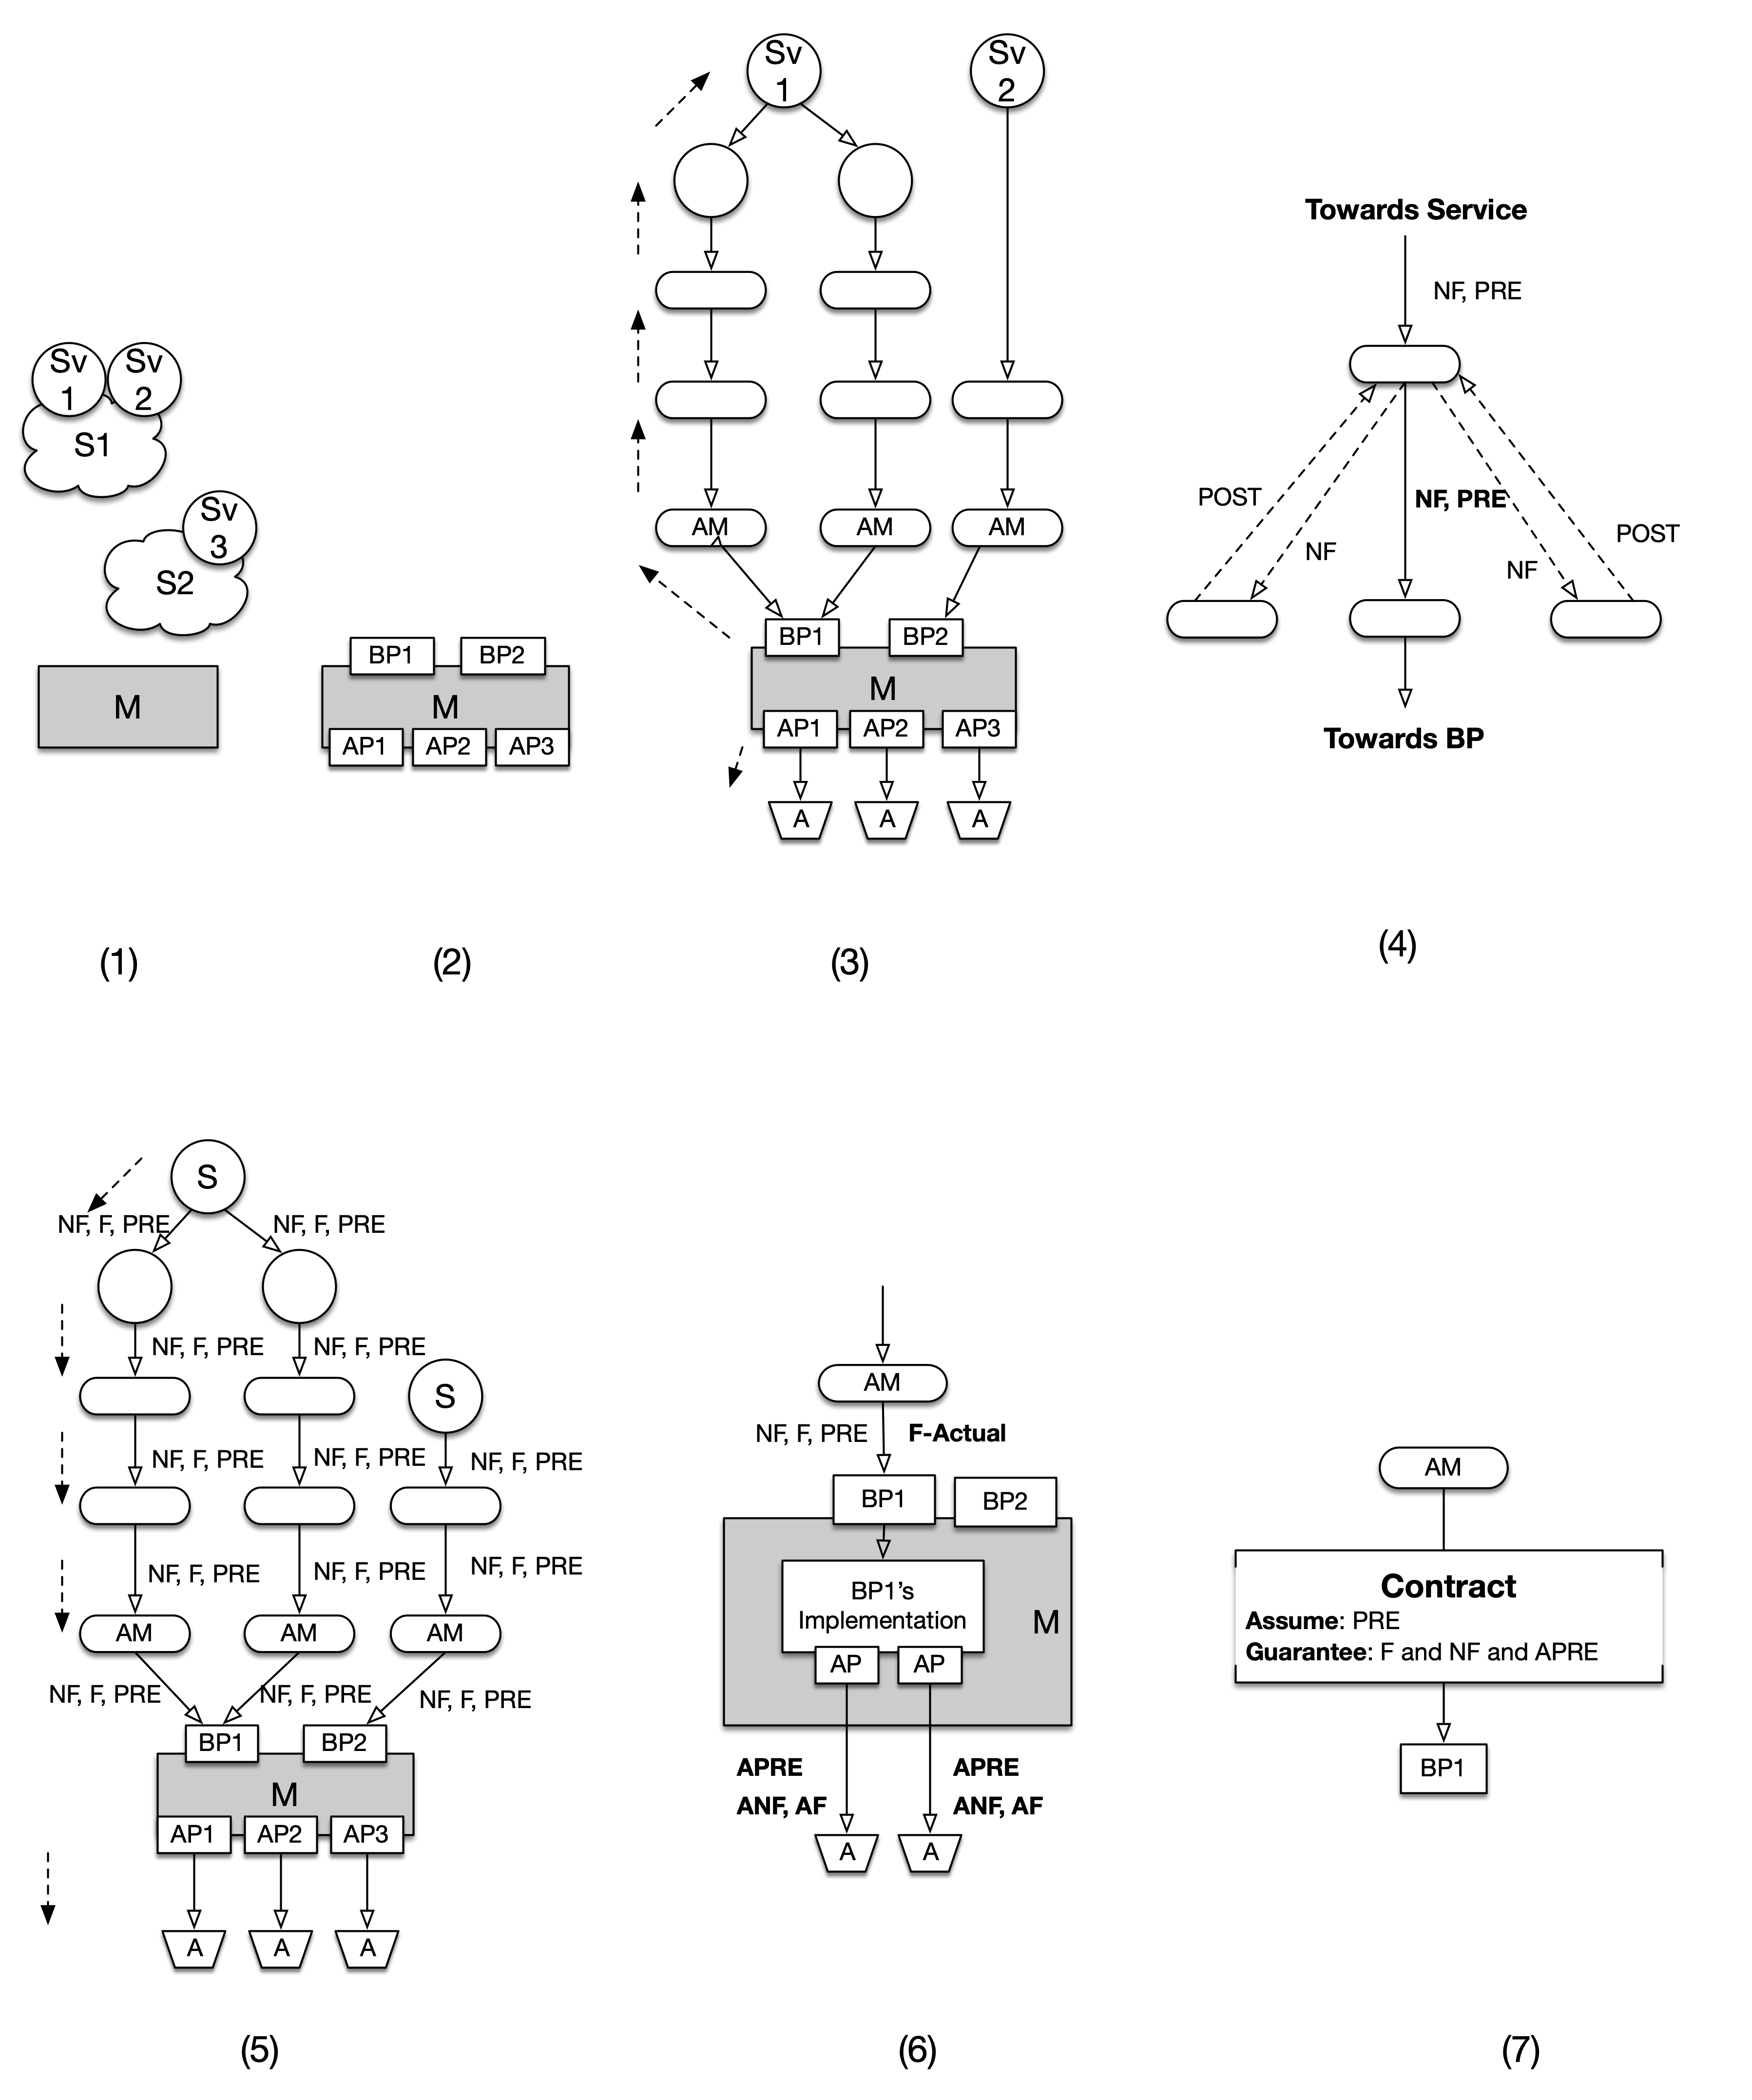 Sv
1
Sv
2
S1
Sv
3
S2
M
(1)
BP1
BP2
M
AP1
AP2
AP3
(2)
Sv
1
Sv
2
AM
AM
AM
BP1
BP2
M
AP1
AP2
AP3
A
A
A
(3)
Towards Service
NF, PRE
POST
NF
NF, PRE
NF
POST
Towards BP
(4)
S
NF, F, PRE
NF, F, PRE
NF, F, PRE
NF, F, PRE
S
NF, F, PRE
NF, F, PRE
NF, F, PRE
NF, F, PRE
NF, F, PRE
NF, F, PRE
AM
AM
AM
NF, F, PRE
NF, F, PRE
NF, F, PRE
BP1
BP2
M
AP1
AP2
AP3
A
A
A
(5)
AM
NF, F, PRE
F-Actual
BP1
BP2
BP1's
Implementation
M
AP
AP
APRE
ANF, AF
APRE
ANF, AF
A
A
(6)
AM
Contract
Assume: PRE
Guarantee: F and NF and APRE
BP1
(7)